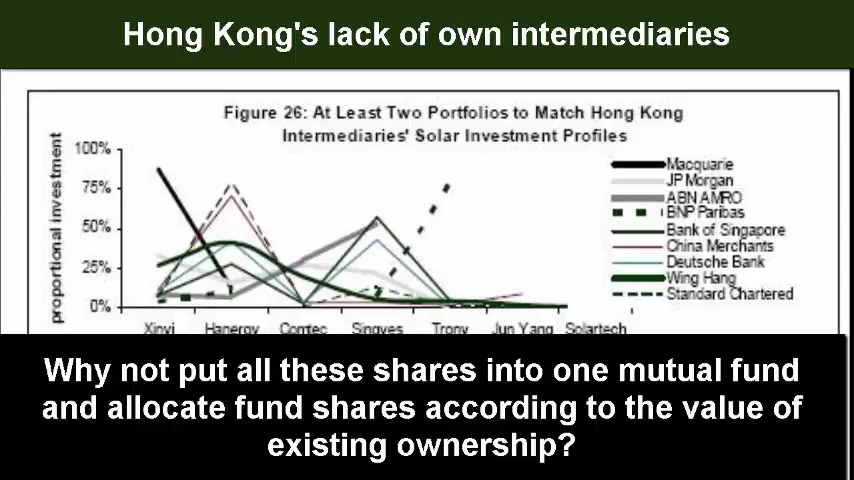 Hong Kong's lack of own intermediaries
Figure 26: At Least Two Portfolios to Match Hong Kong
Intermediaries' Solar Investment Profiles
proportional investment
100%
75%
50%
25%
0%
Xinyi Hanergy Comtec Singyes Trony Jun Yang Solartech
Macquarie
JP Morgan
ABN AMRO
BNP Paribas
Bank of Singapore
China Merchants
Deutsche Bank
Wing Hang
Standard Chartered
Why not put all these shares into one mutual fund
and allocate fund shares according to the value of
existing ownership?